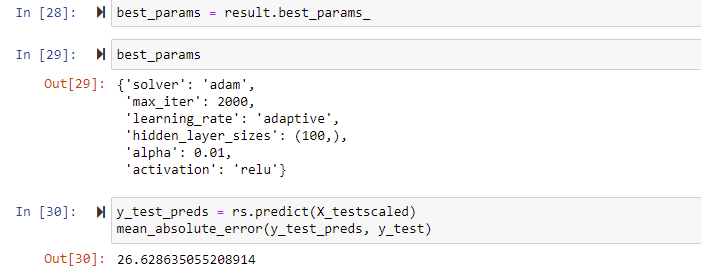 In [28]: best_params = result.best_params_
In [29]: best_params
Out[29]: {'solver': 'adam',
'max_iter': 2000,
'learning_rate': 'adaptive',
'hidden_layer_sizes': (100,),
'alpha': 0.01,
'activation': 'relu'}
In [30]: y_test_preds = rs.predict(X_testscaled)
mean_absolute_error(y_test_preds, y_test)
Out[30]: 26.628635055208914